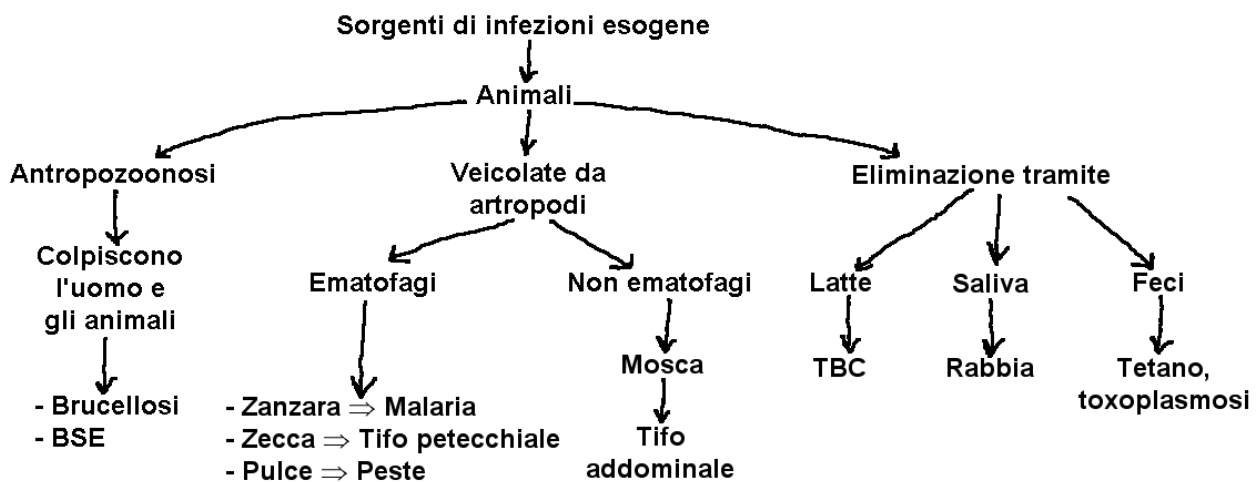 Sorgenti di infezioni esogene
Animali
Antropozoonosi
Veicolate da
artropodi
Eliminazione tramite
Colpiscono
l'uomo e
gli animali
Ematofagi
Non ematofagi
Latte
Saliva
Feci
- Brucellosi
- BSE
- Zanzara ⇒ Malaria
- Zecca ⇒ Tifo petecchiale
- Pulce ⇒ Peste
Mosca
Tifo
addominale
TBC
Rabbia
Tetano,
toxoplasmosi